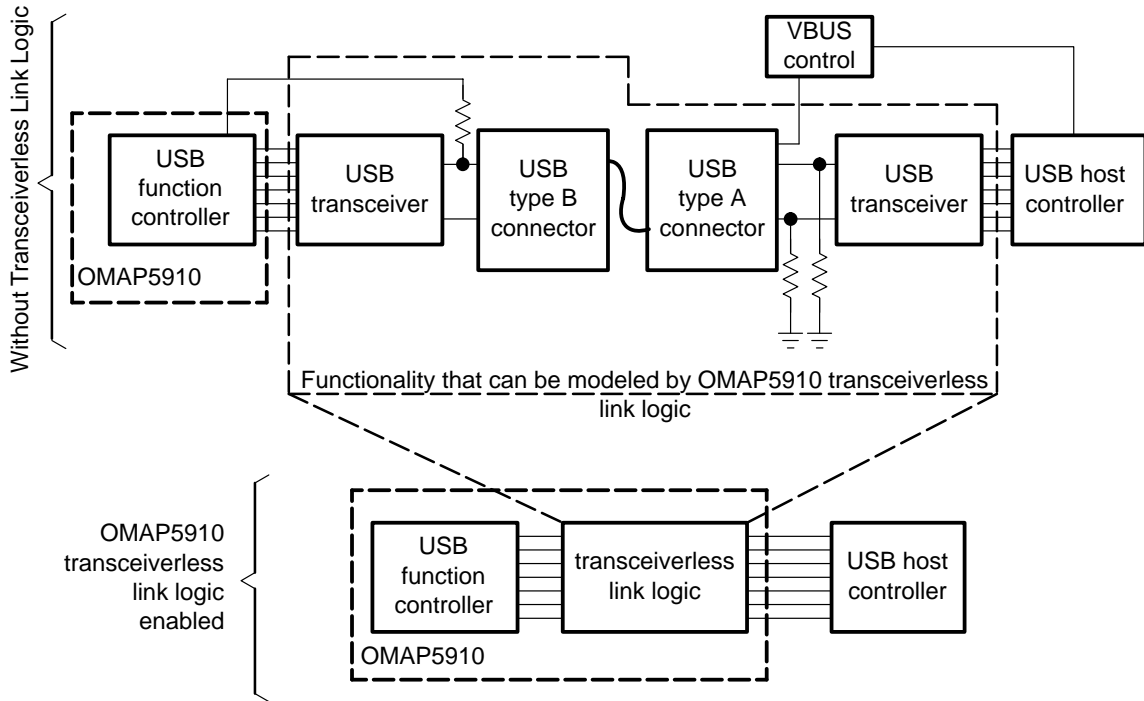 Without Transceiverless Link Logic
VBUS
control
USB
function
controller
USB
transceiver
USB
type B
connector
USB
type A
connector
USB
transceiver
USB host
controller
OMAP5910
Functionality that can be modeled by OMAP5910 transceiverless
link logic
OMAP5910
transceiverless
link logic
enabled
USB
function
controller
transceiverless
link logic
USB host
controller
OMAP5910